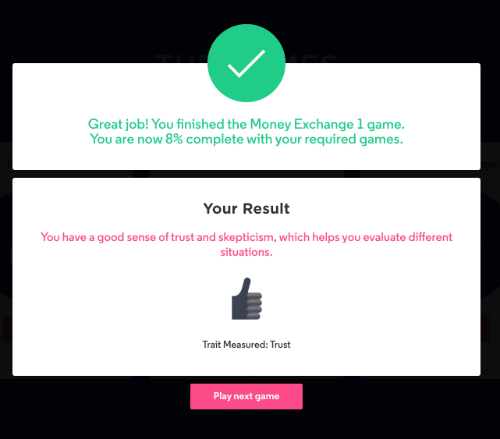 Great job! You finished the Money Exchange 1 game.
You are now 8% complete with your required games.
Your Result
You have a good sense of trust and skepticism, which helps you evaluate different
situations.
Trait Measured: Trust
Play next game